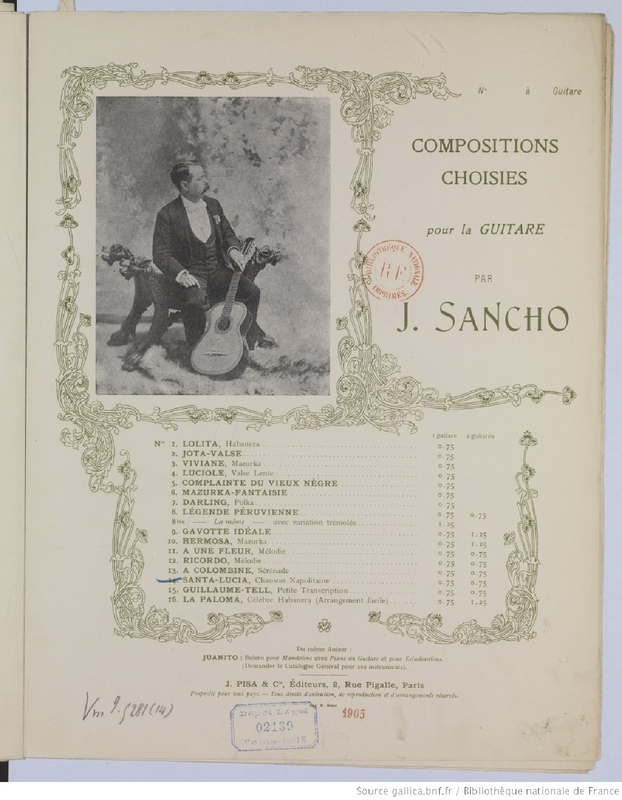 Nº à Guitare
COMPOSITIONS
CHOISIES
pour la GUITARE
PAR
J. SANCHO
BIBLIOTHÈQUE NATIONALE
RF
IMPRIMÉS.
1 guitare 2 guitares
Nos 1. LOLITA, Habanera 0.75
2. JOTA-VALSE 0.75
3. VIVIANE, Mazurka 0.75
4. LUCIOLE, Valse Lente 0.75
5. COMPLAINTE DU VIEUX NÈGRE 0.75
6. MAZURKA-FANTAISIE 0.75
7. DARLING, Polka 0.75
8. LÉGENDE PÉRUVIENNE 0.75 0.75
8bis — La même — avec variation trémolés 1.25
9. GAVOTTE IDÉALE 0.75 1.25
10. HERMOSA, Mazurka 0.75 1.25
11. A UNE FLEUR, Mélodie 0.75 0.75
12. RICORDO, Mélodie 0.75 0.75
13. A COLOMBINE, Sérénade 0.75 0.75
14. SANTA-LUCIA, Chanson Napolitaine 0.75 0.75
15. GUILLAUME-TELL, Petite Transcription 0.75 0.75
16. LA PALOMA, Célèbre Habanera (Arrangement facile) 0.75 1.25
Du même Auteur :
JUANITO : Boléro pour Mandoline avec Piano ou Guitare et pour Estudiantina.
(Demander le Catalogue Général pour ces instruments).
J. PISA & Cie, Éditeurs, 2, Rue Pigalle, Paris
Propriété pour tous pays. — Tous droits d'exécution, de reproduction et d'arrangements réservés.
Vm 9. 5281 (14)
Dépôt Légal
02139
1905
Source gallica.bnf.fr / Bibliothèque nationale de France